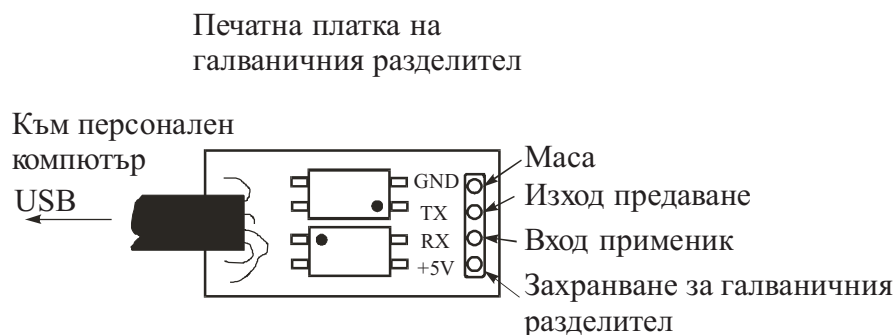 Печатна платка на
галваничния разделител
Към персонален
компютър
USB
GND
TX
RX
+5V
Маса
Изход предаване
Вход применик
Захранване за галваничния
разделител